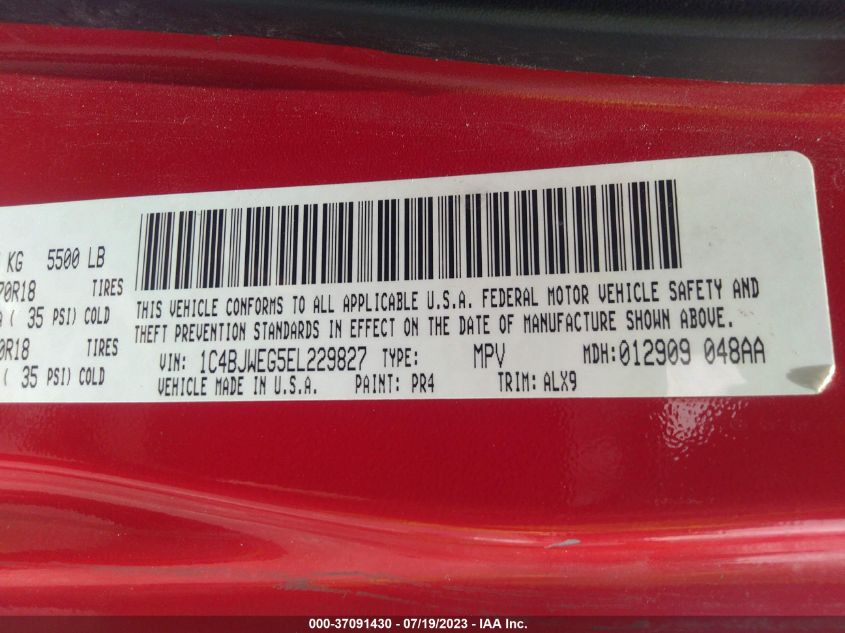 KG 5500 LB
70R18 TIRES
( 35 PSI) COLD
0R18 TIRES
( 35 PSI) COLD
THIS VEHICLE CONFORMS TO ALL APPLICABLE U.S.A. FEDERAL MOTOR VEHICLE SAFETY AND
THEFT PREVENTION STANDARDS IN EFFECT ON THE DATE OF MANUFACTURE SHOWN ABOVE.
VIN: 1C4BJWEG5EL229827 TYPE: MPV MDH:012909 048AA
VEHICLE MADE IN U.S.A. PAINT: PR4 TRIM: ALX9
000-37091430 - 07/19/2023 - IAA Inc.